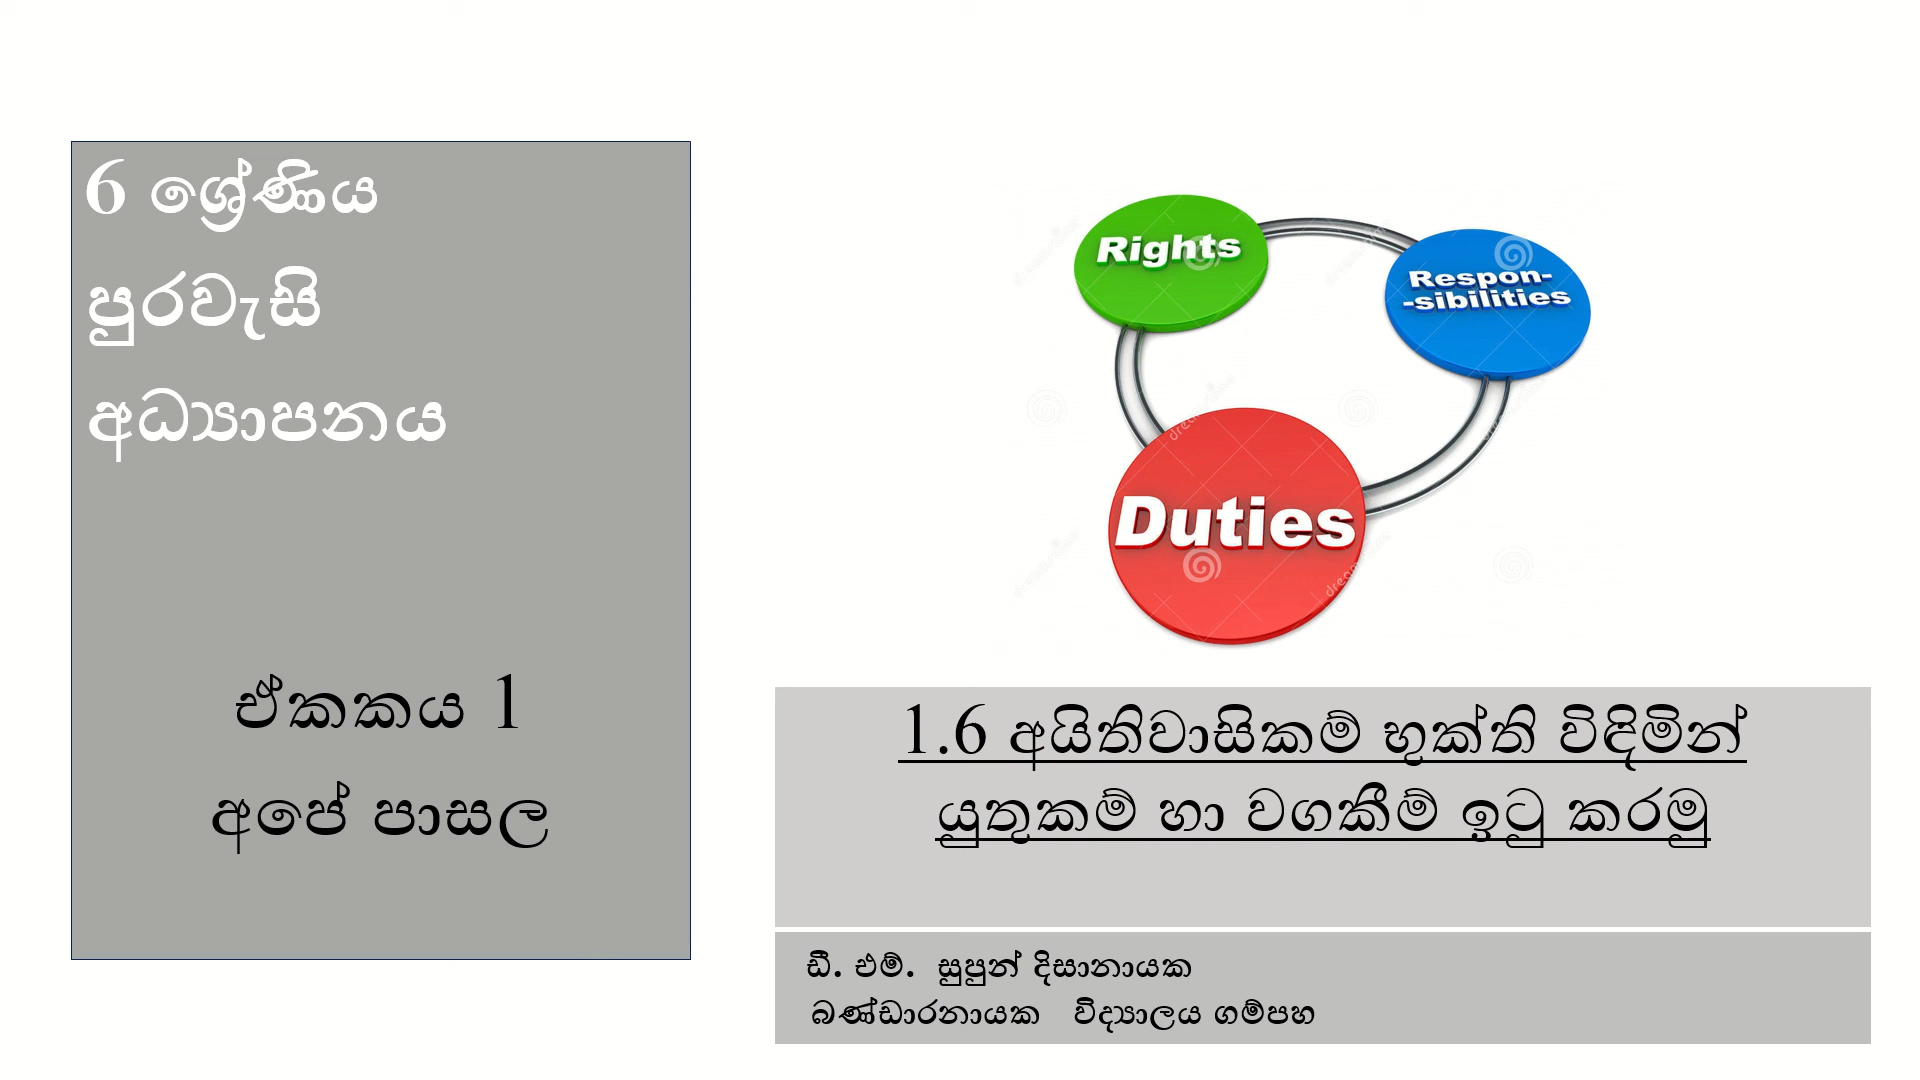 6 ශ්‍රේණිය
පුරවැසි
අධ්‍යාපනය
ඒකකය 1
අපේ පාසල
Rights
Respon-
-sibilities
Duties
1.6 අයිතිවාසිකම් භුක්ති විඳිමින්
යුතුකම් හා වගකීම් ඉටු කරමු
ඩී. එම්. සුපුන් දිසානායක
බණ්ඩාරනායක විද්‍යාලය ගම්පහ